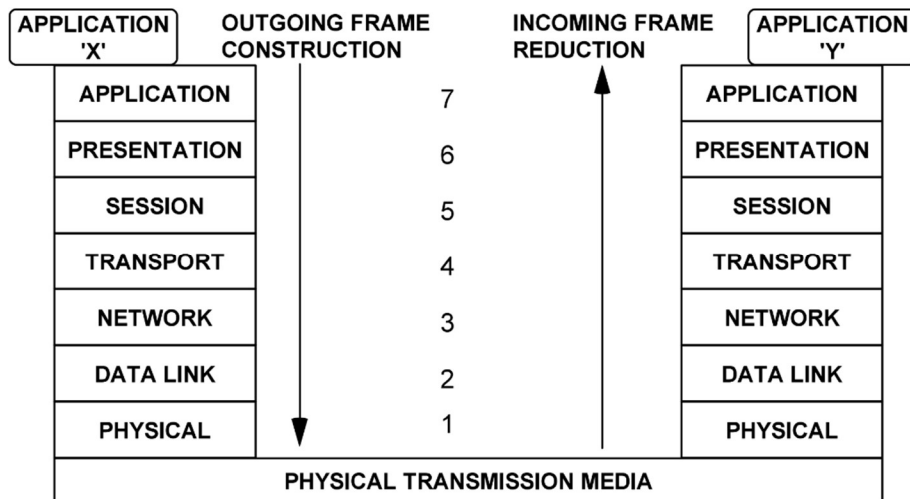 APPLICATION
'X'
OUTGOING FRAME
CONSTRUCTION
INCOMING FRAME
REDUCTION
APPLICATION
'Y'
APPLICATION 7 APPLICATION
PRESENTATION 6 PRESENTATION
SESSION 5 SESSION
TRANSPORT 4 TRANSPORT
NETWORK 3 NETWORK
DATA LINK 2 DATA LINK
PHYSICAL 1 PHYSICAL
PHYSICAL TRANSMISSION MEDIA